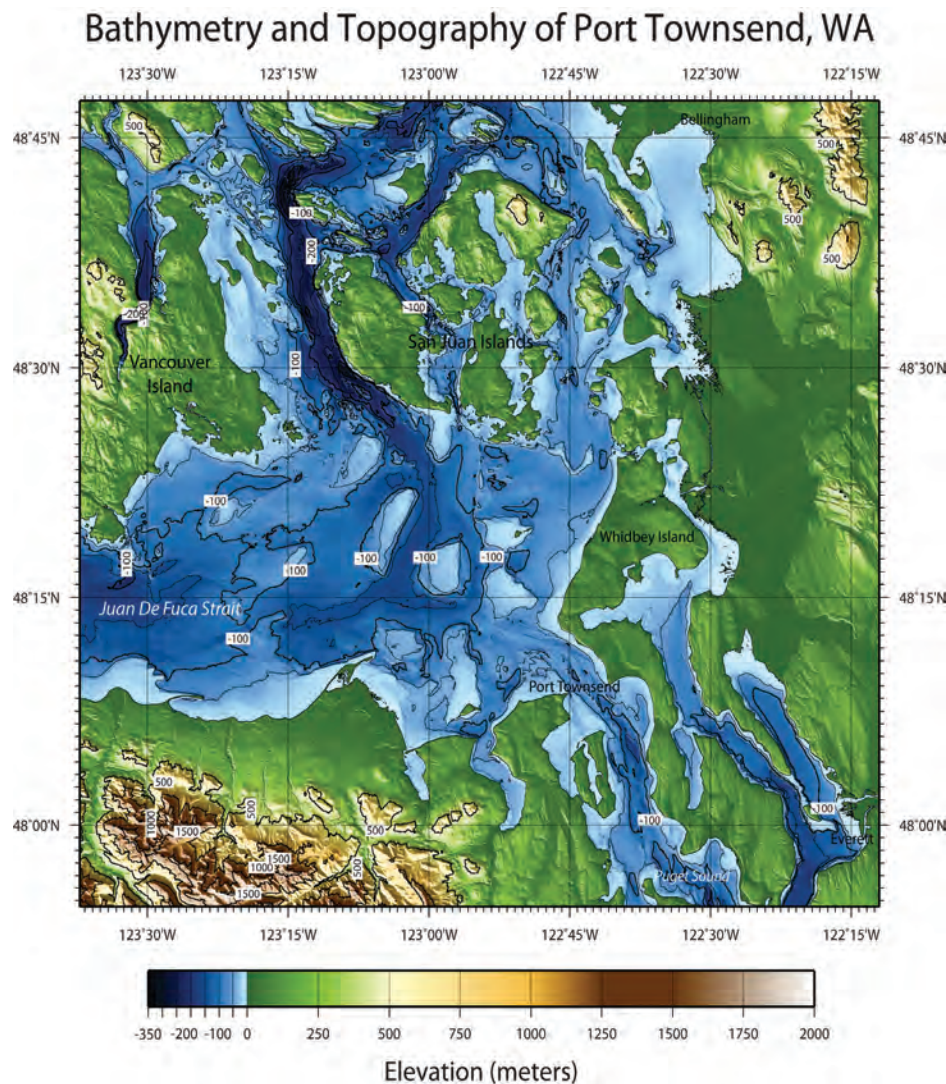 Bathymetry and Topography of Port Townsend, WA
123°30'W 123°15'W 123°00'W 122°45'W 122°30'W 122°15'W
500
Bellingham
48°45'N 48°45'N
500
500
-100
-200
500
-100
-200
-100
San Juan Islands
Vancouver
Island
-100
48°30'N 48°30'N
-100
Whidbey Island
-100 -100 -100 -100 -100
48°15'N 48°15'N
Juan De Fuca Strait
-100
Port Townsend
500
500
1000 1500
500
-100
48°00'N 48°00'N
-100
Everett
1500
1000
500
Puget Sound
1500
123°30'W 123°15'W 123°00'W 122°45'W 122°30'W 122°15'W
-350 -200 -100 0 250 500 750 1000 1250 1500 1750 2000
Elevation (meters)